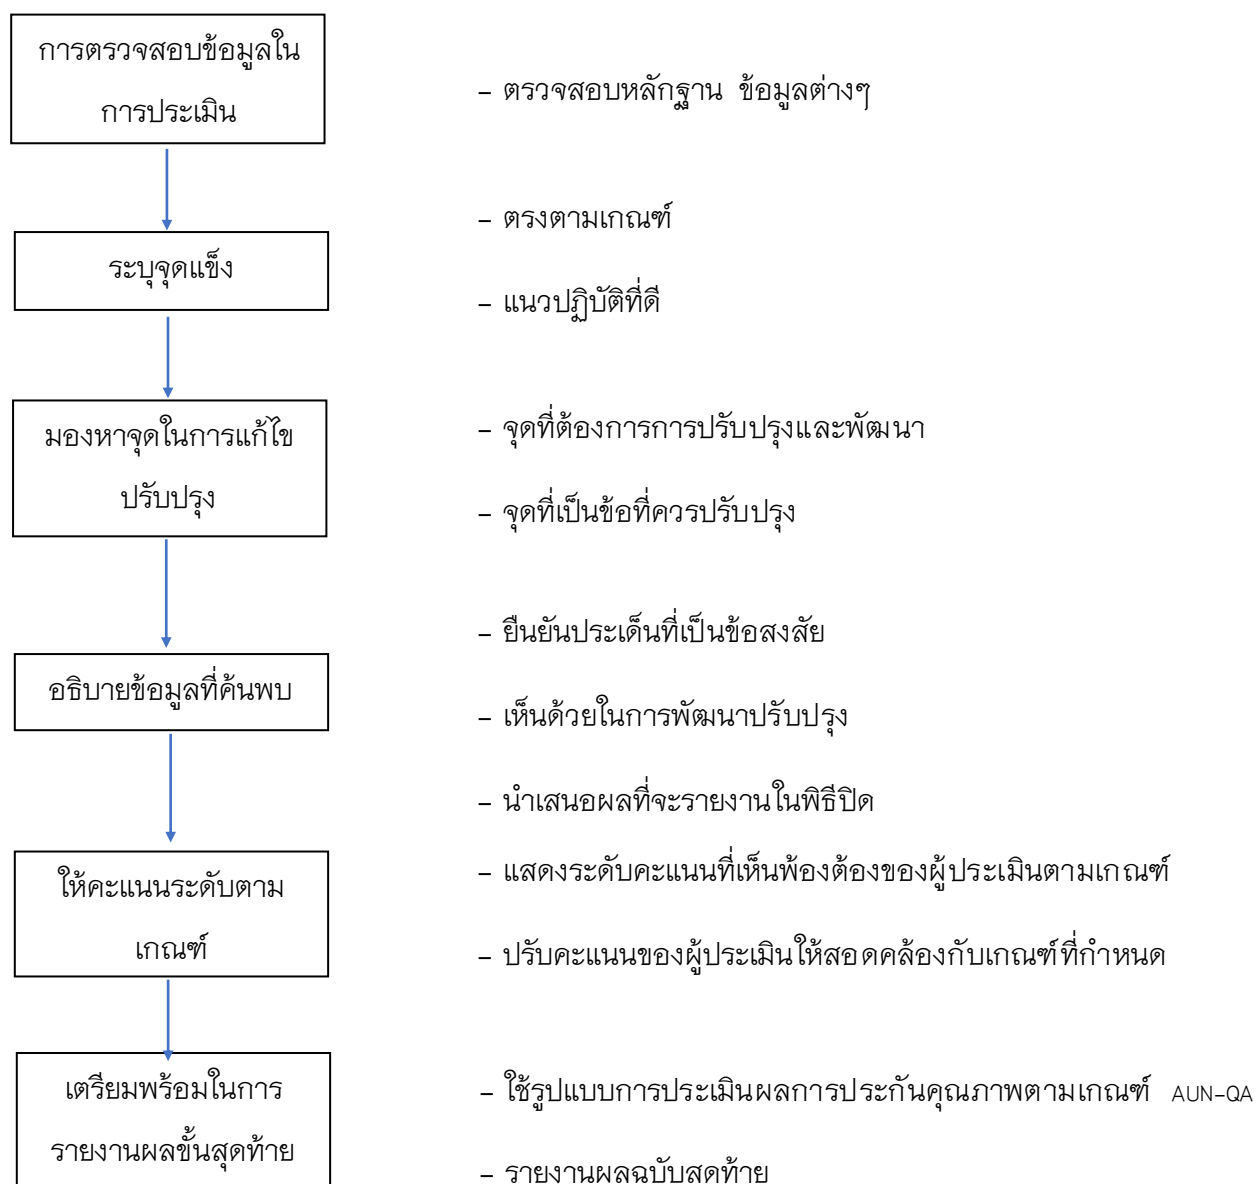 การตรวจสอบข้อมูลใน
การประเมิน
– ตรวจสอบหลักฐาน ข้อมูลต่างๆ
ระบุจุดแข็ง
– ตรงตามเกณฑ์
– แนวปฏิบัติที่ดี
มองหาจุดในการแก้ไข
ปรับปรุง
– จุดที่ต้องการการปรับปรุงและพัฒนา
– จุดที่เป็นข้อที่ควรปรับปรุง
อธิบายข้อมูลที่ค้นพบ
– ยืนยันประเด็นที่เป็นข้อสงสัย
– เห็นด้วยในการพัฒนาปรับปรุง
– นำเสนอผลที่จะรายงานในพิธีปิด
ให้คะแนนระดับตาม
เกณฑ์
– แสดงระดับคะแนนที่เห็นพ้องต้องของผู้ประเมินตามเกณฑ์
– ปรับคะแนนของผู้ประเมินให้สอดคล้องกับเกณฑ์ที่กำหนด
เตรียมพร้อมในการ
รายงานผลขั้นสุดท้าย
– ใช้รูปแบบการประเมินผลการประกันคุณภาพตามเกณฑ์ AUN-QA
– รายงานผลฉบับสุดท้าย